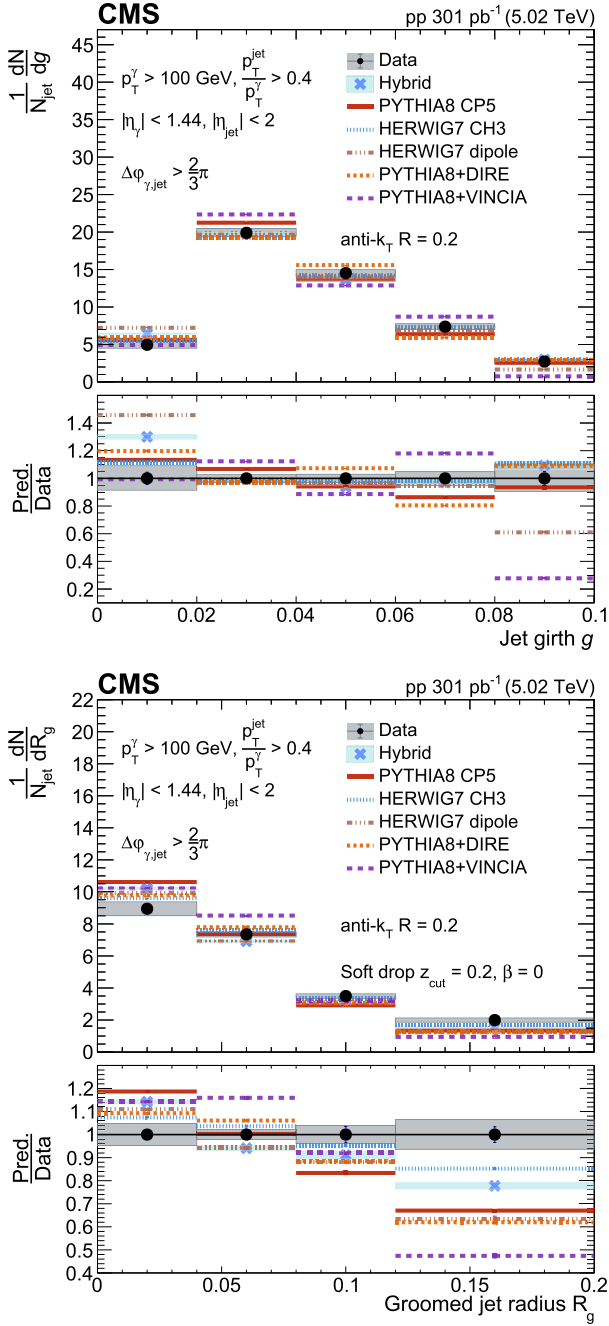 CMS pp 301 pb⁻¹ (5.02 TeV)
1/N_jet dN/dg
p_T^γ > 100 GeV, p_T^jet/p_T^γ > 0.4
|η_γ| < 1.44, |η_jet| < 2
Δφ_γ,jet > 2/3 π
Data
Hybrid
PYTHIA8 CP5
HERWIG7 CH3
HERWIG7 dipole
PYTHIA8+DIRE
PYTHIA8+VINCIA
anti-k_T R = 0.2
45
40
35
30
25
20
15
10
5
0
Pred./Data
1.4
1.2
1
0.8
0.6
0.4
0.2
0 0.02 0.04 0.06 0.08 0.1
Jet girth g
CMS pp 301 pb⁻¹ (5.02 TeV)
1/N_jet dN/dR_g
p_T^γ > 100 GeV, p_T^jet/p_T^γ > 0.4
|η_γ| < 1.44, |η_jet| < 2
Δφ_γ,jet > 2/3 π
Data
Hybrid
PYTHIA8 CP5
HERWIG7 CH3
HERWIG7 dipole
PYTHIA8+DIRE
PYTHIA8+VINCIA
anti-k_T R = 0.2
Soft drop z_cut = 0.2, β = 0
22
20
18
16
14
12
10
8
6
4
2
0
Pred./Data
1.2
1.1
1
0.9
0.8
0.7
0.6
0.5
0.4
0 0.05 0.1 0.15 0.2
Groomed jet radius R_g